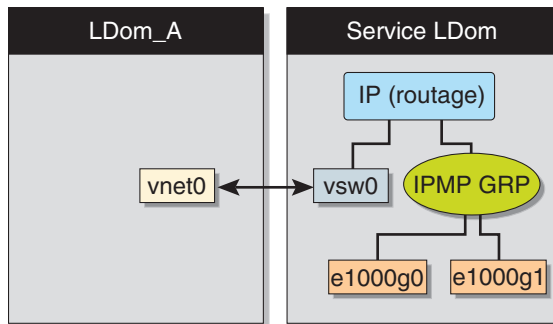 LDom_A
Service LDom
IP (routage)
vnet0
vsw0
IPMP GRP
e1000g0
e1000g1